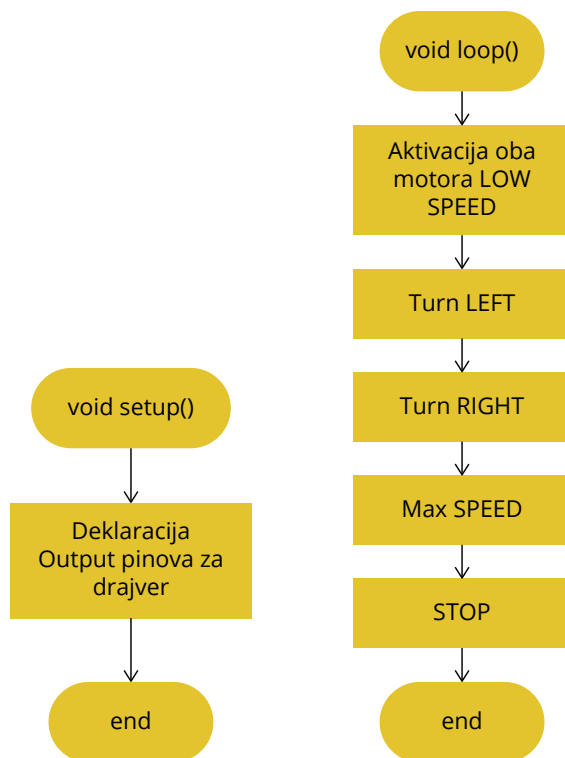 void setup()
Deklaracija
Output pinova za
drajver
end
void loop()
Aktivacija oba
motora LOW
SPEED
Turn LEFT
Turn RIGHT
Max SPEED
STOP
end